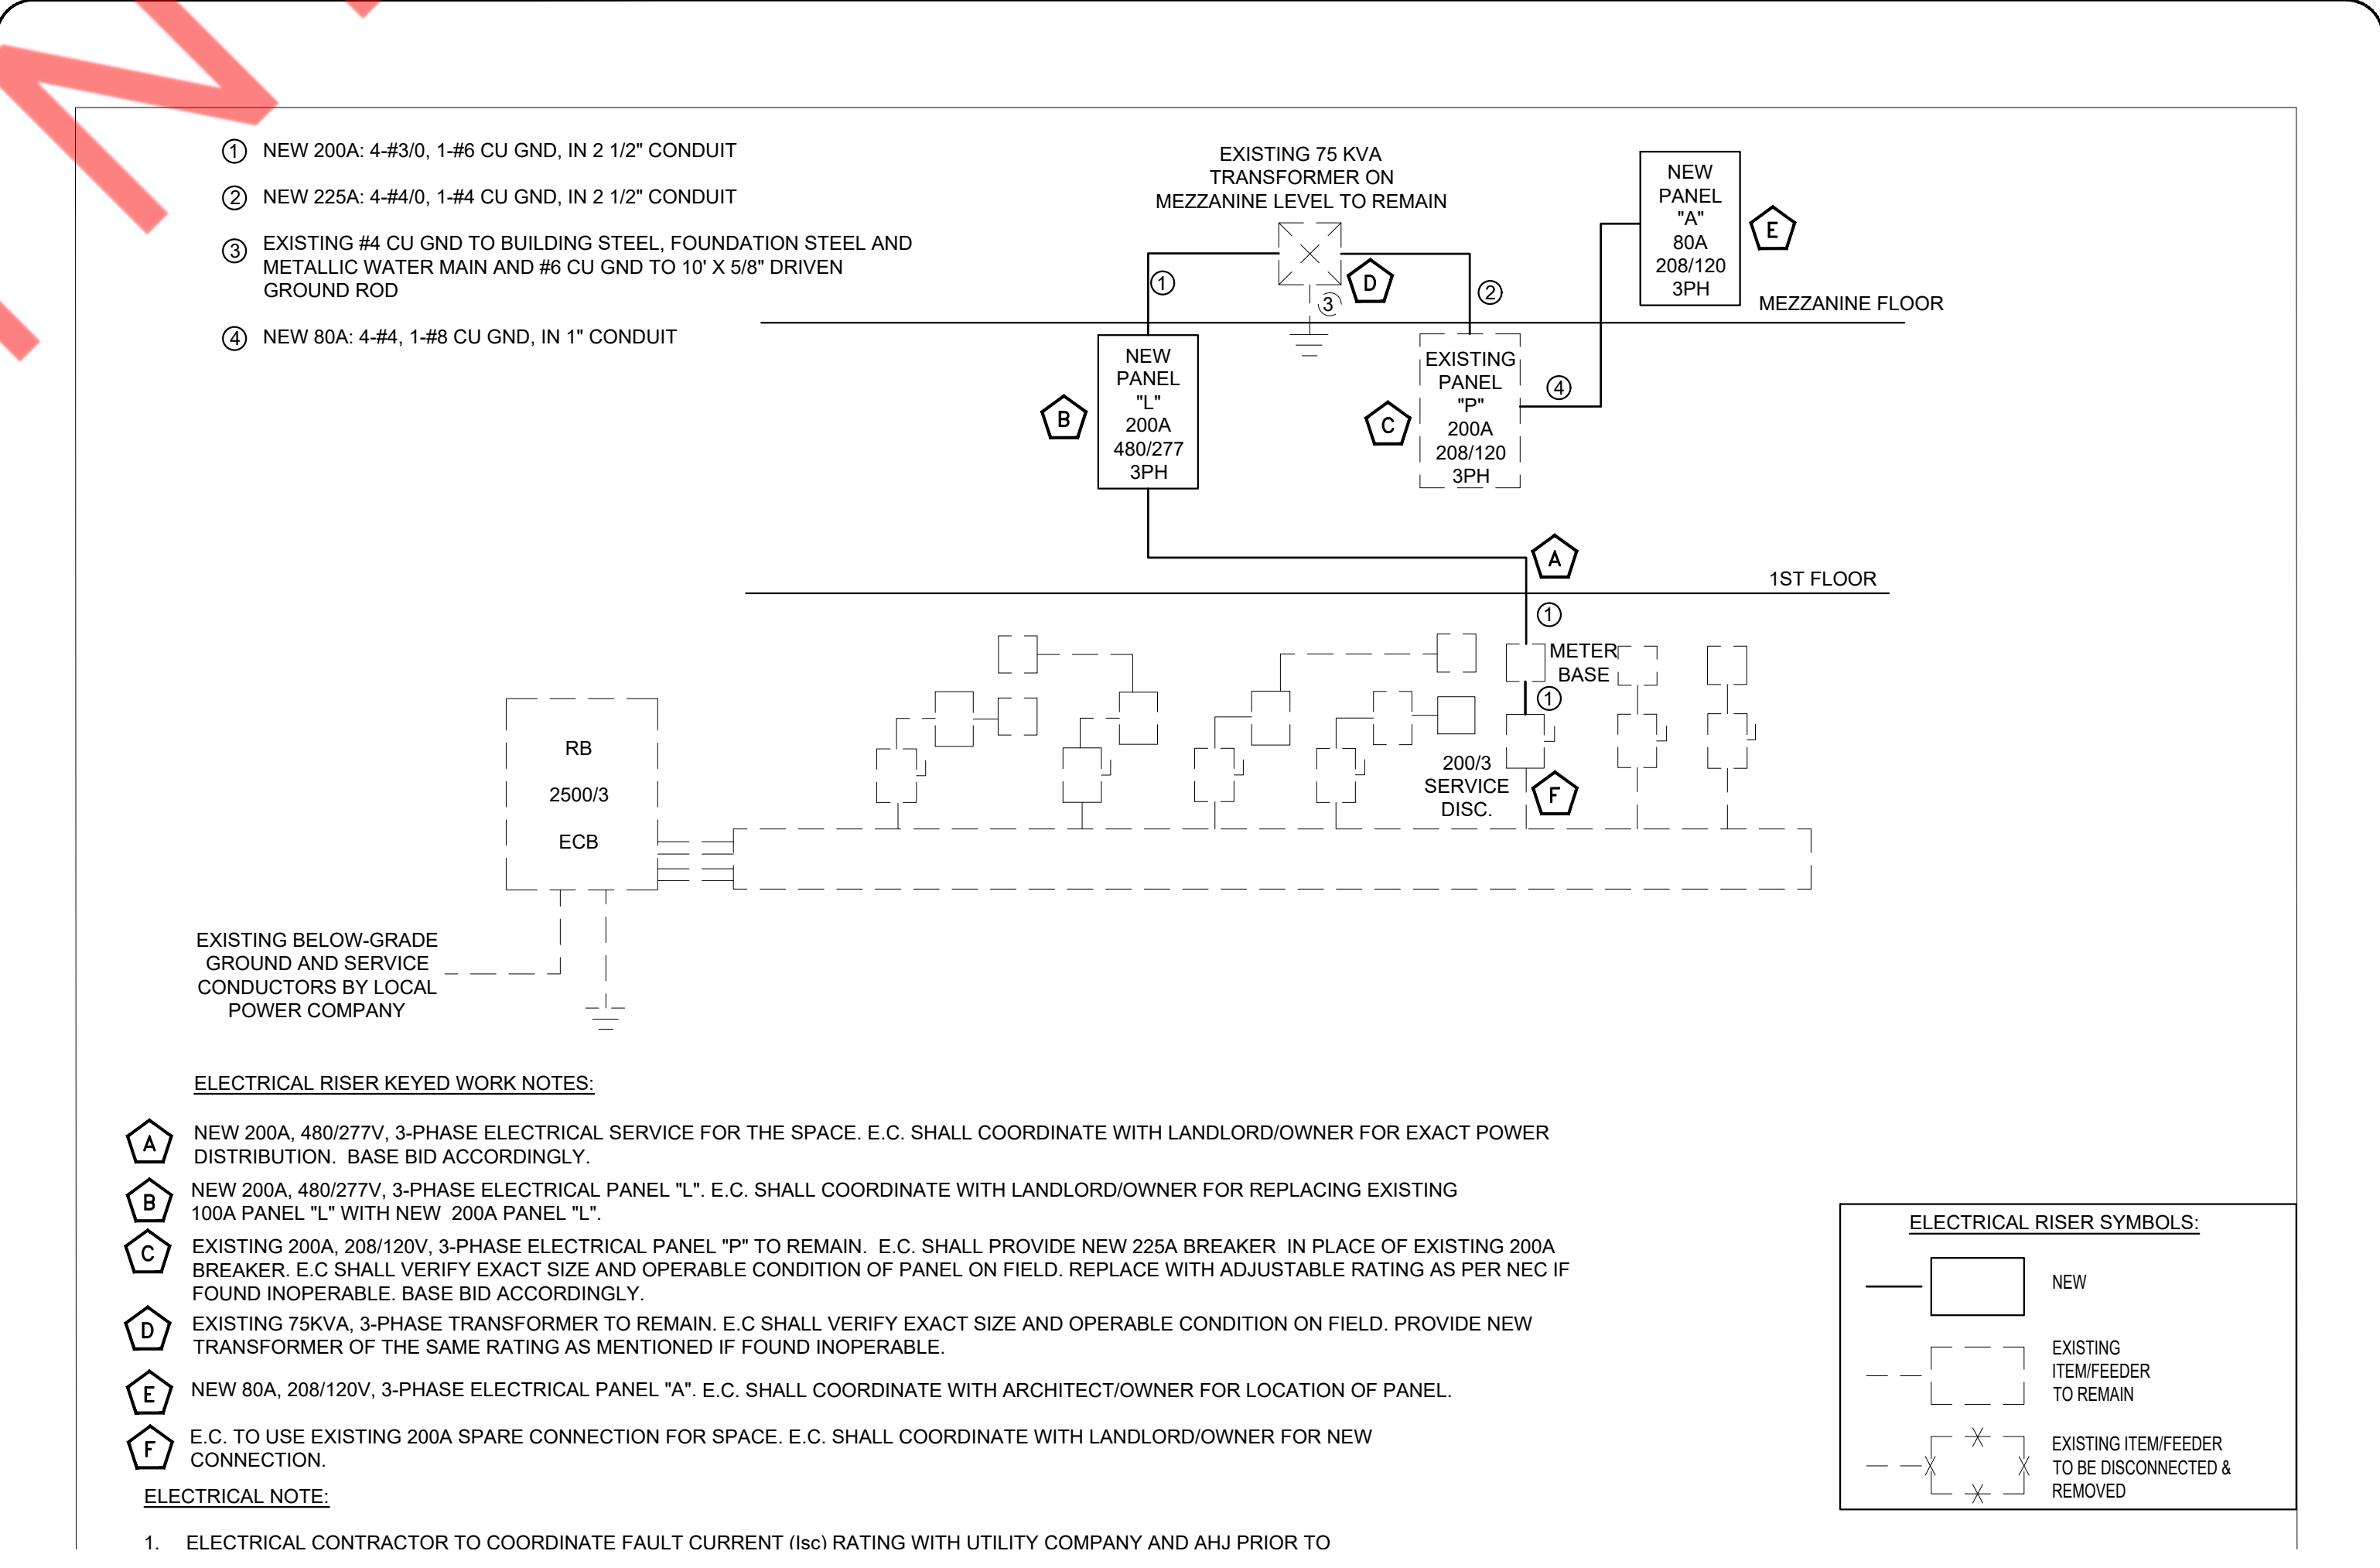 ① NEW 200A: 4-#3/0, 1-#6 CU GND, IN 2 1/2" CONDUIT
② NEW 225A: 4-#4/0, 1-#4 CU GND, IN 2 1/2" CONDUIT
③ EXISTING #4 CU GND TO BUILDING STEEL, FOUNDATION STEEL AND
METALLIC WATER MAIN AND #6 CU GND TO 10' X 5/8" DRIVEN
GROUND ROD
④ NEW 80A: 4-#4, 1-#8 CU GND, IN 1" CONDUIT
EXISTING 75 KVA
TRANSFORMER ON
MEZZANINE LEVEL TO REMAIN
NEW
PANEL
"A"
80A
208/120
3PH
E
D
①
②
③
MEZZANINE FLOOR
NEW
PANEL
"L"
200A
480/277
3PH
B
EXISTING
PANEL
"P"
200A
208/120
3PH
C
④
A
1ST FLOOR
①
METER
BASE
①
200/3
SERVICE
DISC.
F
RB
2500/3
ECB
EXISTING BELOW-GRADE
GROUND AND SERVICE
CONDUCTORS BY LOCAL
POWER COMPANY
ELECTRICAL RISER KEYED WORK NOTES:
A NEW 200A, 480/277V, 3-PHASE ELECTRICAL SERVICE FOR THE SPACE. E.C. SHALL COORDINATE WITH LANDLORD/OWNER FOR EXACT POWER
DISTRIBUTION. BASE BID ACCORDINGLY.
B NEW 200A, 480/277V, 3-PHASE ELECTRICAL PANEL "L". E.C. SHALL COORDINATE WITH LANDLORD/OWNER FOR REPLACING EXISTING
100A PANEL "L" WITH NEW 200A PANEL "L".
C EXISTING 200A, 208/120V, 3-PHASE ELECTRICAL PANEL "P" TO REMAIN. E.C. SHALL PROVIDE NEW 225A BREAKER IN PLACE OF EXISTING 200A
BREAKER. E.C SHALL VERIFY EXACT SIZE AND OPERABLE CONDITION OF PANEL ON FIELD. REPLACE WITH ADJUSTABLE RATING AS PER NEC IF
FOUND INOPERABLE. BASE BID ACCORDINGLY.
D EXISTING 75KVA, 3-PHASE TRANSFORMER TO REMAIN. E.C SHALL VERIFY EXACT SIZE AND OPERABLE CONDITION ON FIELD. PROVIDE NEW
TRANSFORMER OF THE SAME RATING AS MENTIONED IF FOUND INOPERABLE.
E NEW 80A, 208/120V, 3-PHASE ELECTRICAL PANEL "A". E.C. SHALL COORDINATE WITH ARCHITECT/OWNER FOR LOCATION OF PANEL.
F E.C. TO USE EXISTING 200A SPARE CONNECTION FOR SPACE. E.C. SHALL COORDINATE WITH LANDLORD/OWNER FOR NEW
CONNECTION.
ELECTRICAL NOTE:
1. ELECTRICAL CONTRACTOR TO COORDINATE FAULT CURRENT (Isc) RATING WITH UTILITY COMPANY AND AHJ PRIOR TO
ELECTRICAL RISER SYMBOLS:
NEW
EXISTING
ITEM/FEEDER
TO REMAIN
EXISTING ITEM/FEEDER
TO BE DISCONNECTED &
REMOVED